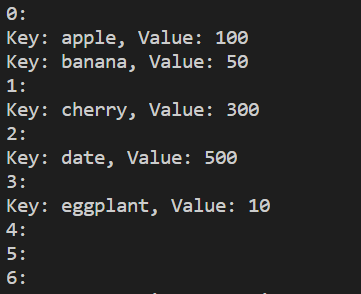 0:
Key: apple, Value: 100
Key: banana, Value: 50
1:
Key: cherry, Value: 300
2:
Key: date, Value: 500
3:
Key: eggplant, Value: 10
4:
5:
6: